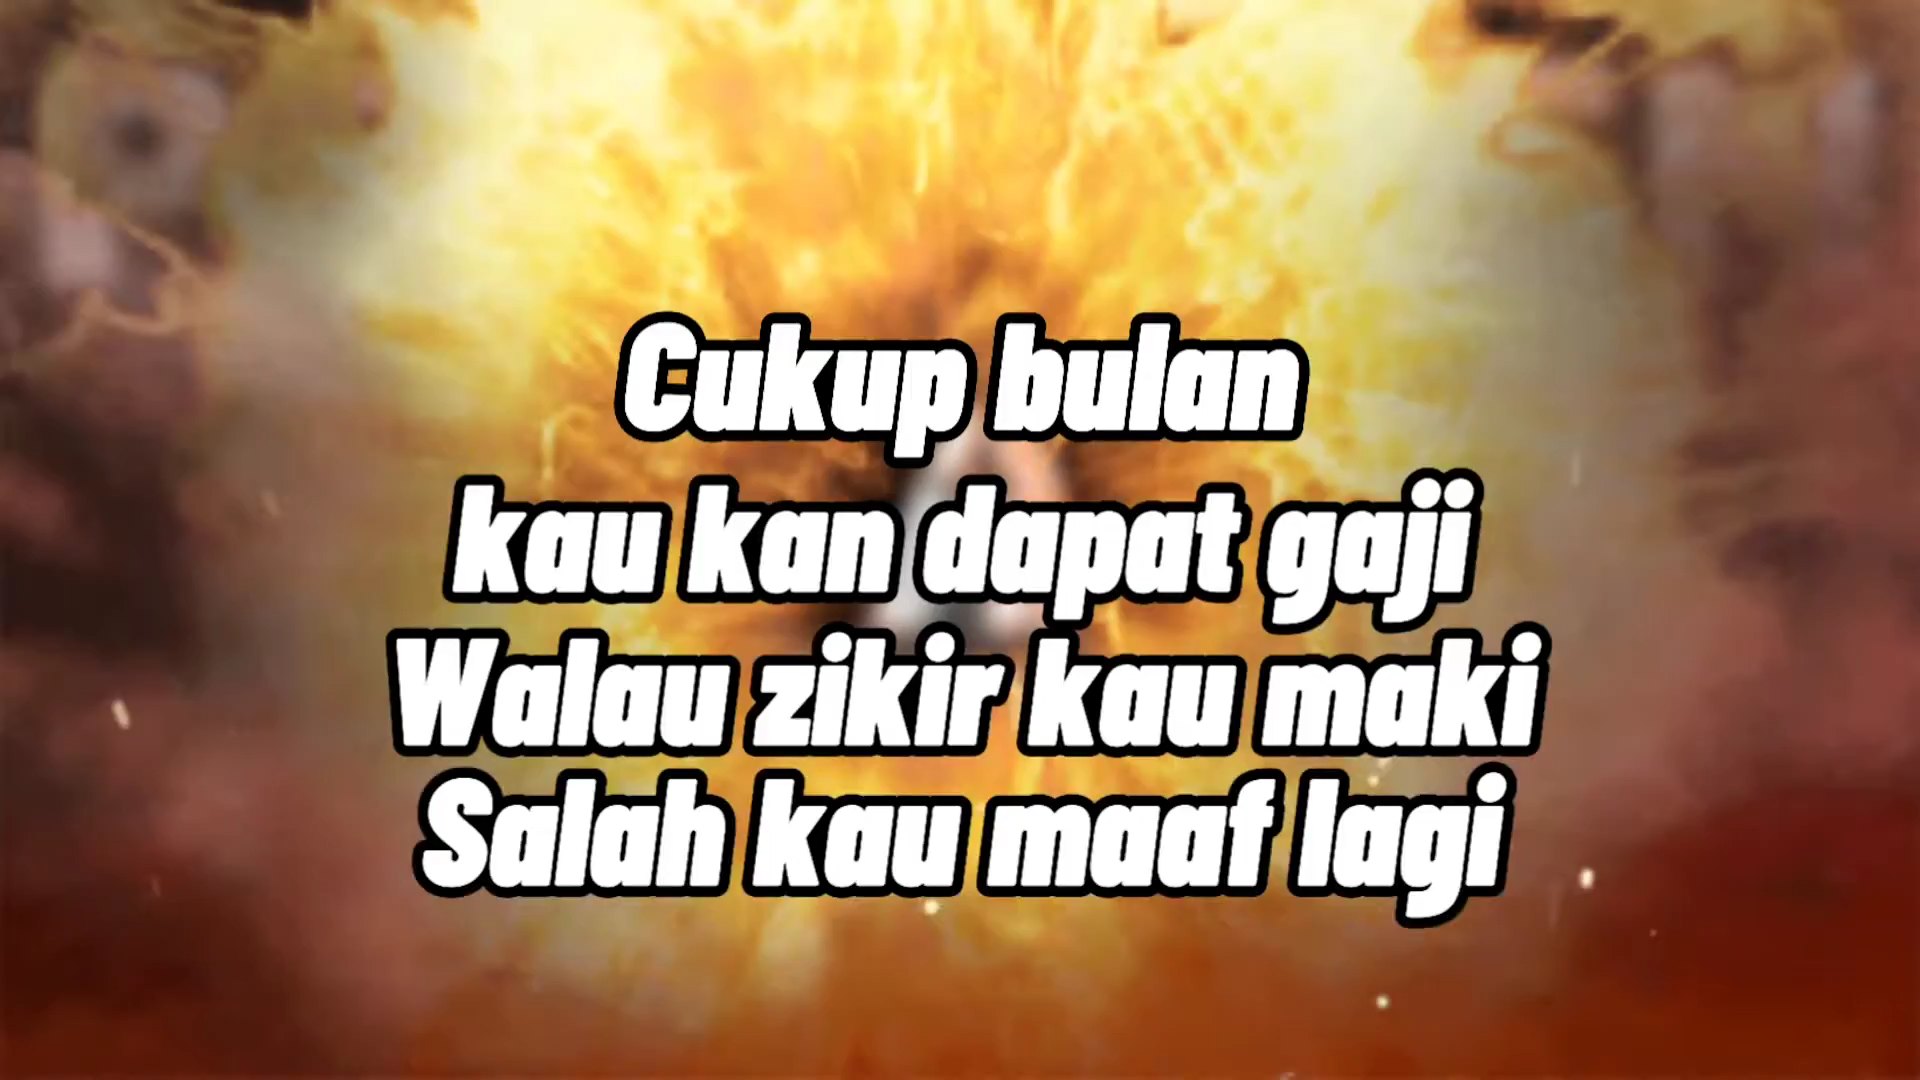 Cukup bulan
kau kan dapat gaji
Walau zikir kau maki
Salah kau maaf lagi